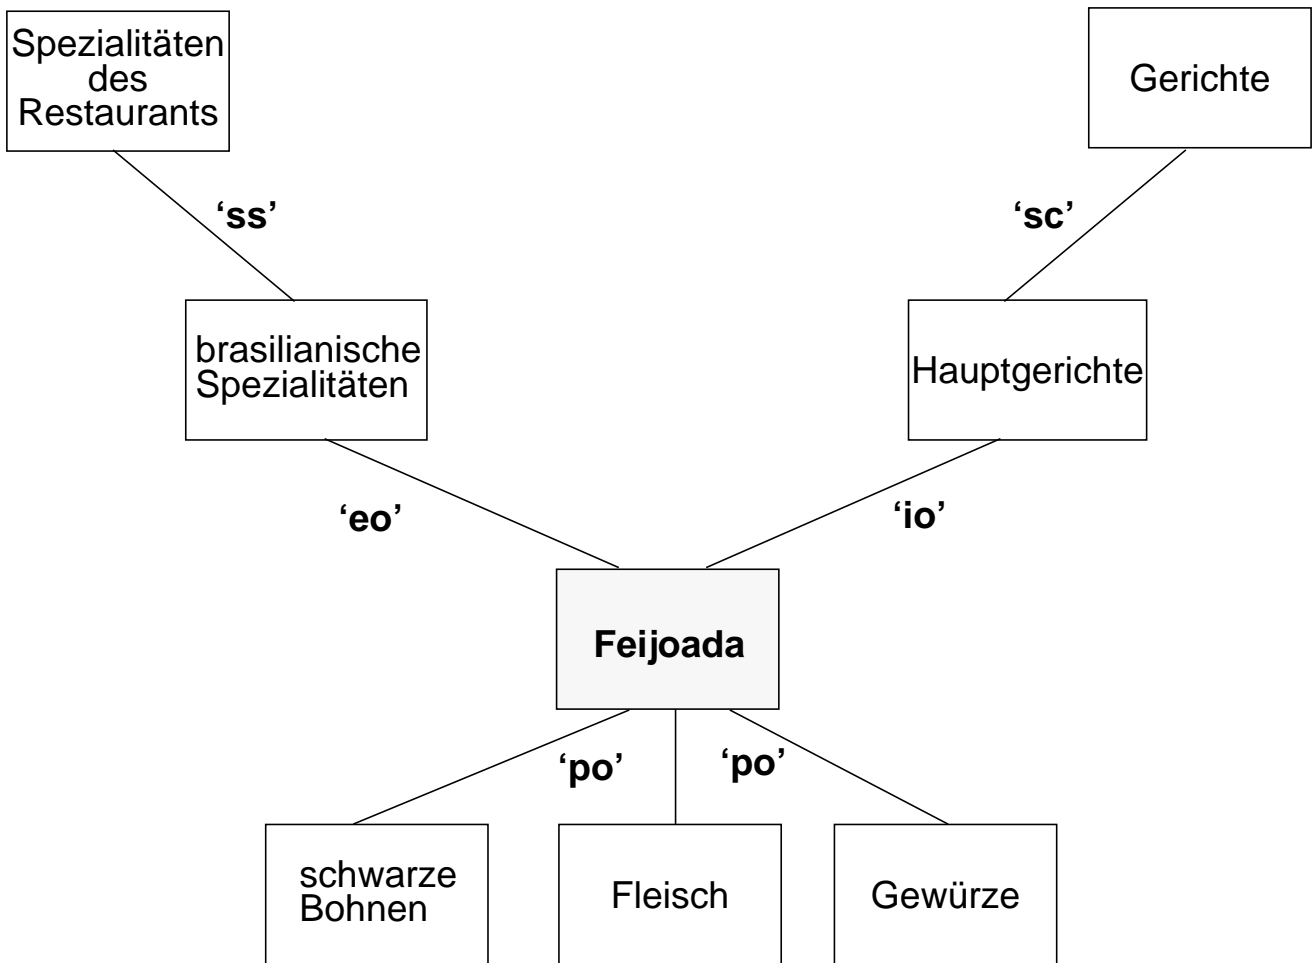 Spezialitäten
des
Restaurants
Gerichte
‘ss’
‘sc’
brasilianische
Spezialitäten
Hauptgerichte
‘eo’
‘io’
Feijoada
‘po’
‘po’
schwarze
Bohnen
Fleisch
Gewürze